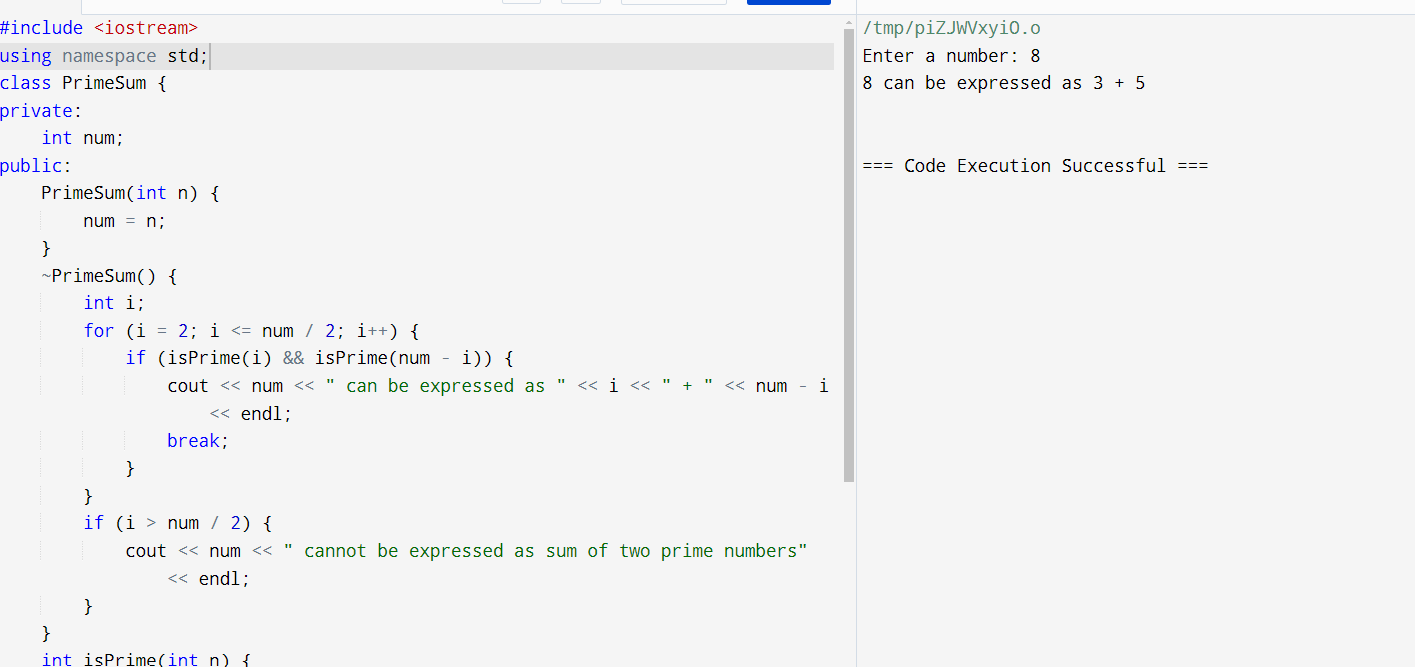 #include <iostream>
using namespace std;
class PrimeSum {
private:
    int num;
public:
    PrimeSum(int n) {
        num = n;
    }
    ~PrimeSum() {
        int i;
        for (i = 2; i <= num / 2; i++) {
            if (isPrime(i) && isPrime(num - i)) {
                cout << num << " can be expressed as " << i << " + " << num - i
                    << endl;
                break;
            }
        }
        if (i > num / 2) {
            cout << num << " cannot be expressed as sum of two prime numbers"
                << endl;
        }
    }
    int isPrime(int n) {
/tmp/piZJWVxyiO.o
Enter a number: 8
8 can be expressed as 3 + 5
=== Code Execution Successful ===